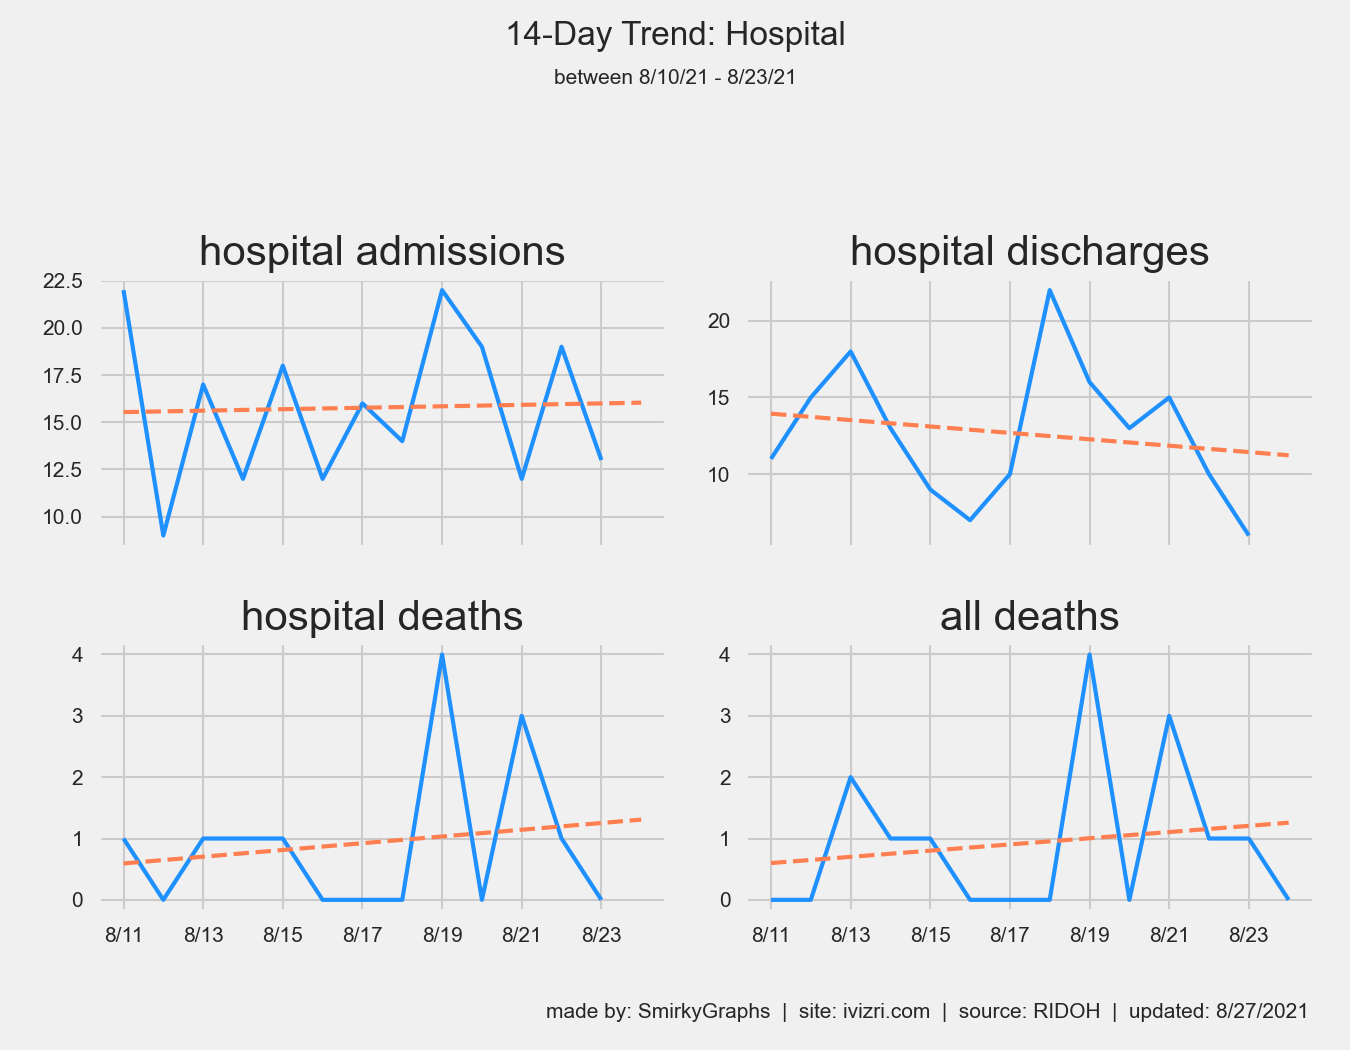 14-Day Trend: Hospital
between 8/10/21 - 8/23/21
hospital admissions
22.5
20.0
17.5
15.0
12.5
10.0
hospital discharges
20
15
10
hospital deaths
4
3
2
1
0
8/11 8/13 8/15 8/17 8/19 8/21 8/23
all deaths
4
3
2
1
0
8/11 8/13 8/15 8/17 8/19 8/21 8/23
made by: SmirkyGraphs | site: ivizri.com | source: RIDOH | updated: 8/27/2021